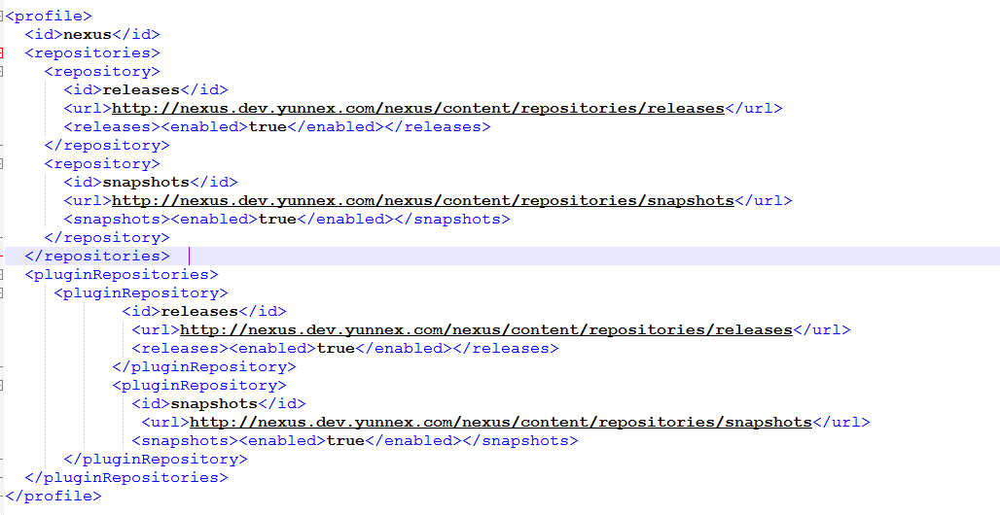 <profile>
<id>nexus</id>
<repositories>
<repository>
<id>releases</id>
<url>http://nexus.dev.yunnex.com/nexus/content/repositories/releases</url>
<releases><enabled>true</enabled></releases>
</repository>
<repository>
<id>snapshots</id>
<url>http://nexus.dev.yunnex.com/nexus/content/repositories/snapshots</url>
<snapshots><enabled>true</enabled></snapshots>
</repository>
</repositories>
<pluginRepositories>
<pluginRepository>
<id>releases</id>
<url>http://nexus.dev.yunnex.com/nexus/content/repositories/releases</url>
<releases><enabled>true</enabled></releases>
</pluginRepository>
<pluginRepository>
<id>snapshots</id>
<url>http://nexus.dev.yunnex.com/nexus/content/repositories/snapshots</url>
<snapshots><enabled>true</enabled></snapshots>
</pluginRepository>
</pluginRepositories>
</profile>